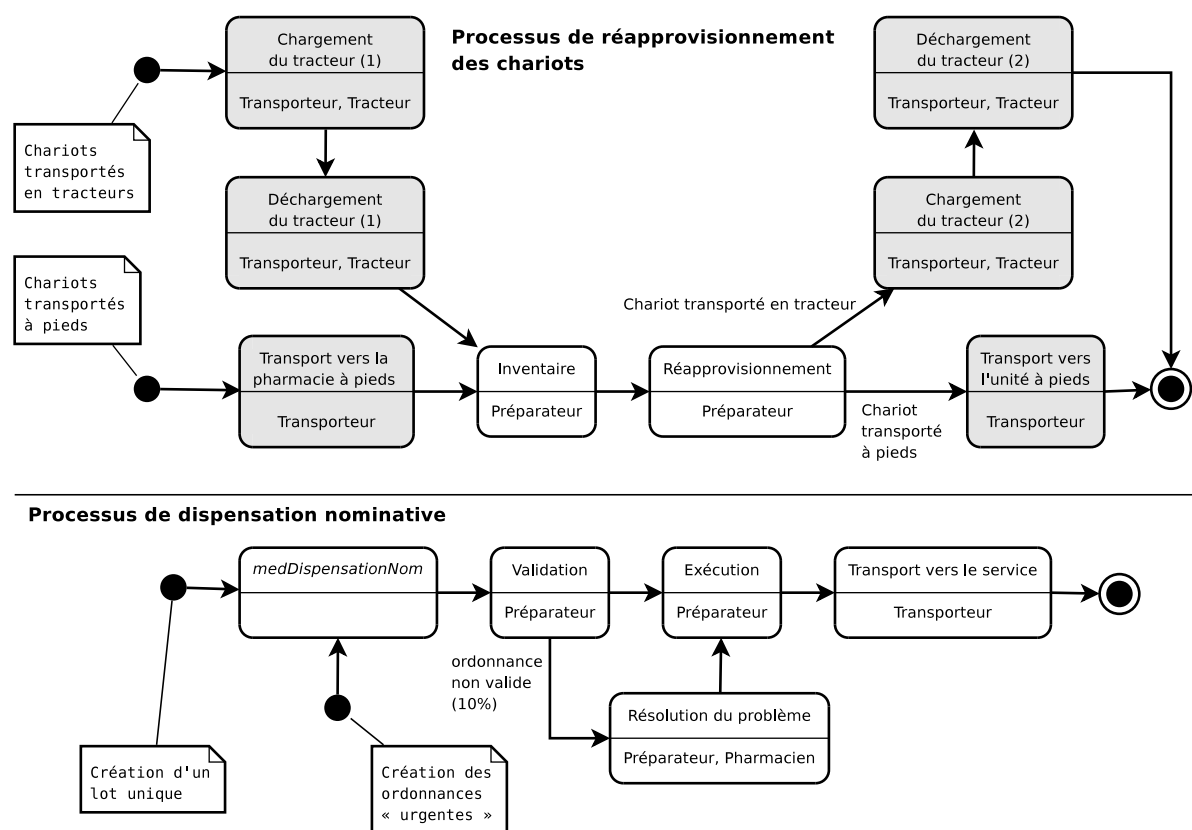 Processus de réapprovisionnement
des chariots
Chargement
du tracteur (1)
Transporteur, Tracteur
Déchargement
du tracteur (2)
Transporteur, Tracteur
Chariots
transportés
en tracteurs
Déchargement
du tracteur (1)
Transporteur, Tracteur
Chargement
du tracteur (2)
Transporteur, Tracteur
Chariots
transportés
à pieds
Chariot transporté en tracteur
Transport vers la
pharmacie à pieds
Transporteur
Inventaire
Préparateur
Réapprovisionnement
Préparateur
Chariot
transporté
à pieds
Transport vers
l'unité à pieds
Transporteur
Processus de dispensation nominative
medDispensationNom
Validation
Préparateur
Exécution
Préparateur
Transport vers le service
Transporteur
ordonnance
non valide
(10%)
Résolution du problème
Préparateur, Pharmacien
Création d'un
lot unique
Création des
ordonnances
« urgentes »